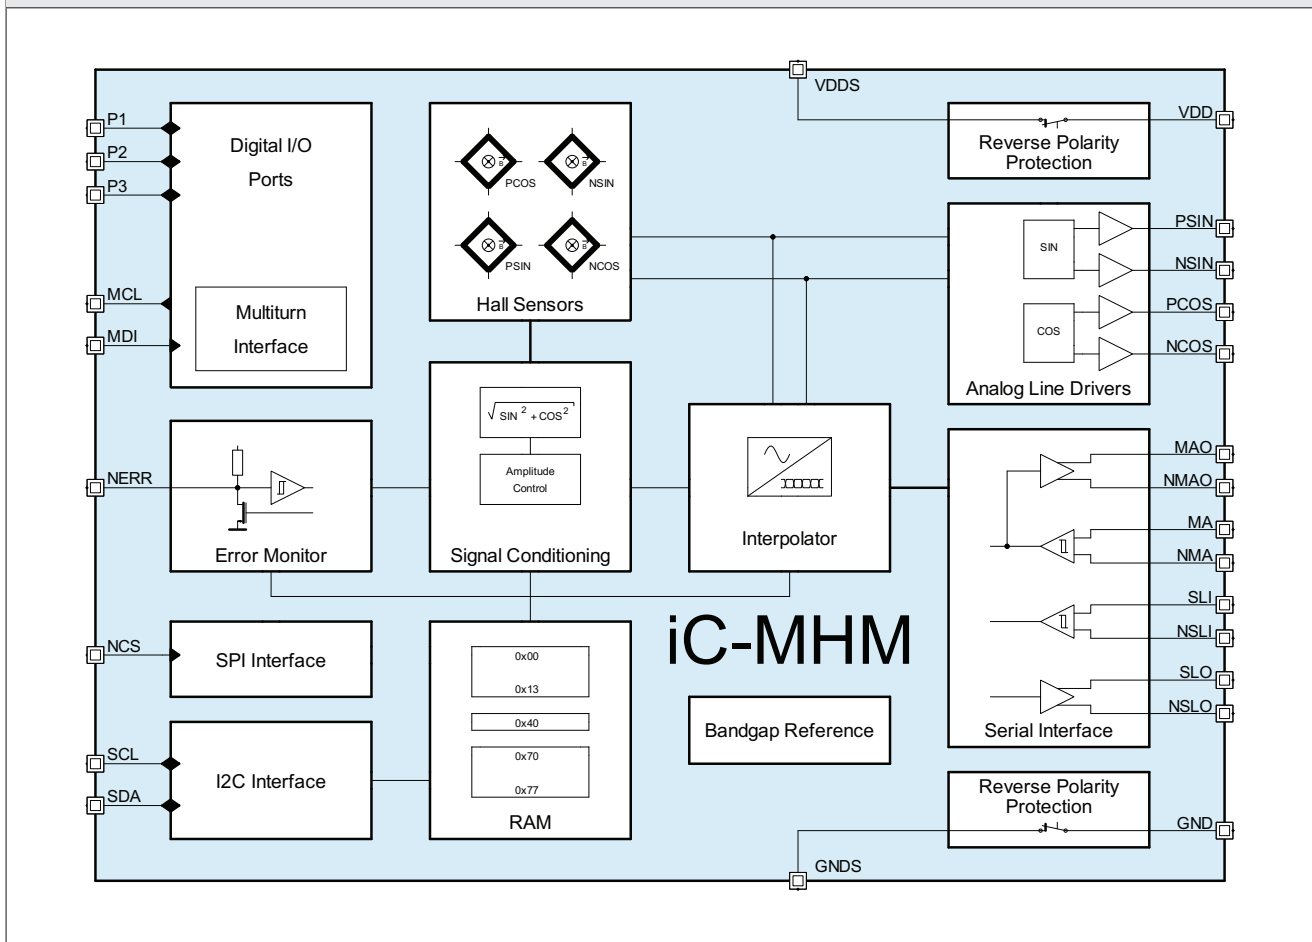 VDDS
P1
P2
P3
MCL
MDI
Digital I/O
Ports
Multiturn
Interface
PCOS
NSIN
PSIN
NCOS
B
B
B
B
Hall Sensors
Reverse Polarity
Protection
VDD
SIN
COS
Analog Line Drivers
PSIN
NSIN
PCOS
NCOS
NERR
Error Monitor
√SIN² + COS²
Amplitude
Control
Signal Conditioning
Interpolator
MAO
NMAO
MA
NMA
SLI
NSLI
SLO
NSLO
Serial Interface
NCS
SPI Interface
iC-MHM
SCL
SDA
I2C Interface
0x00
0x13
0x40
0x70
0x77
RAM
Bandgap Reference
Reverse Polarity
Protection
GND
GNDS